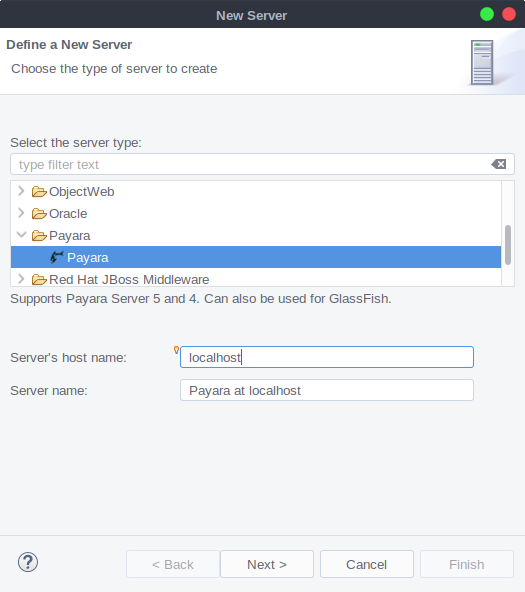 New Server
Define a New Server
Choose the type of server to create
Select the server type:
type filter text
ObjectWeb
Oracle
Payara
Payara
Red Hat JBoss Middleware
Supports Payara Server 5 and 4. Can also be used for GlassFish.
Server's host name:
localhost
Server name:
Payara at localhost
?
< Back
Next >
Cancel
Finish